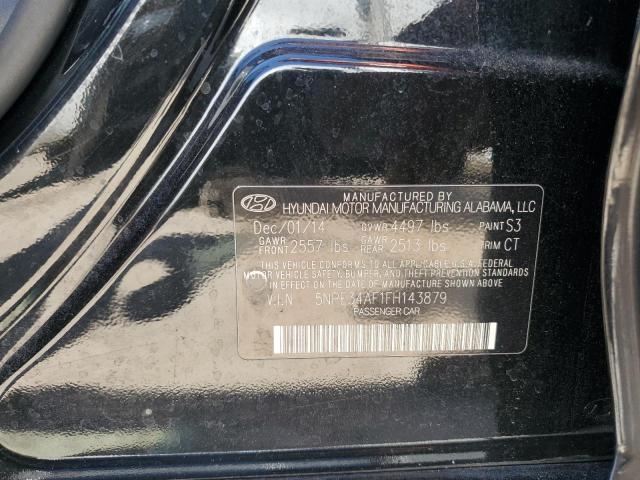 MANUFACTURED BY
HYUNDAI MOTOR MANUFACTURING ALABAMA, LLC
Dec/01/14 GVWR 4497 lbs PAINT S3
GAWR FRONT 2557 lbs GAWR REAR 2513 lbs TRIM CT
THIS VEHICLE CONFORMS TO ALL APPLICABLE U.S.A. FEDERAL
MOTOR VEHICLE SAFETY, BUMPER, AND THEFT PREVENTION STANDARDS
IN EFFECT ON THE DATE OF MANUFACTURE SHOWN ABOVE.
V.I.N 5NPE34AF1FH143879
PASSENGER CAR